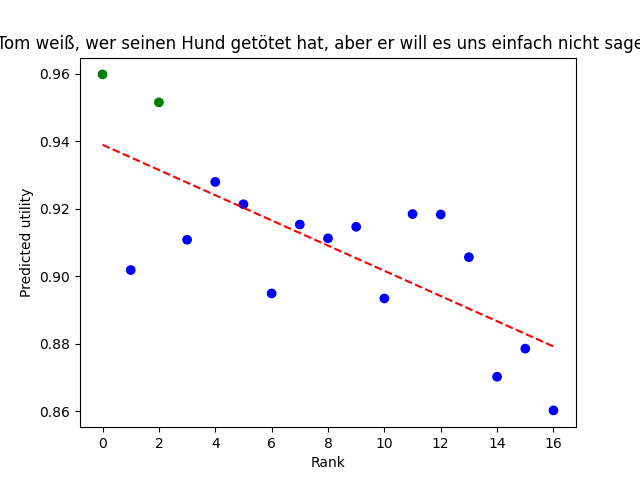 Tom weiß, wer seinen Hund getötet hat, aber er will es uns einfach nicht sage
0.96
0.94
0.92
0.90
0.88
0.86
Predicted utility
0 2 4 6 8 10 12 14 16
Rank